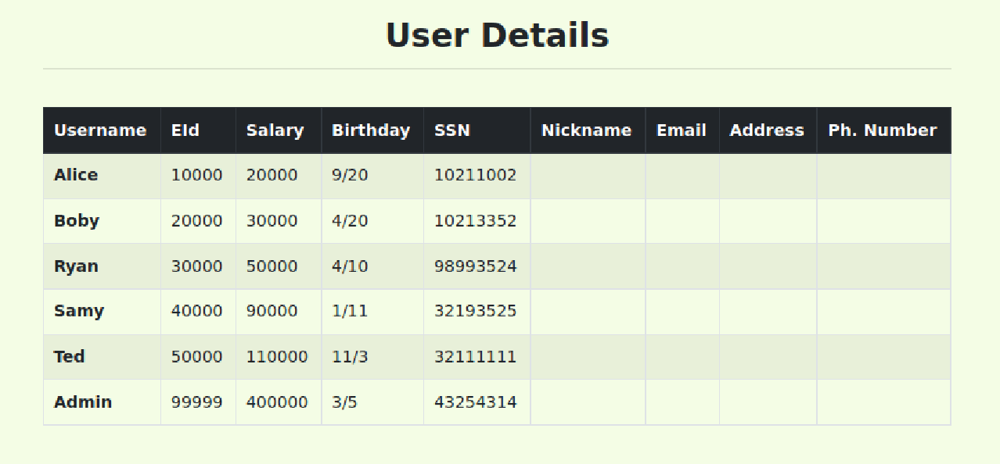 User Details
Username EId Salary Birthday SSN Nickname Email Address Ph. Number
Alice 10000 20000 9/20 10211002
Boby 20000 30000 4/20 10213352
Ryan 30000 50000 4/10 98993524
Samy 40000 90000 1/11 32193525
Ted 50000 110000 11/3 32111111
Admin 99999 400000 3/5 43254314